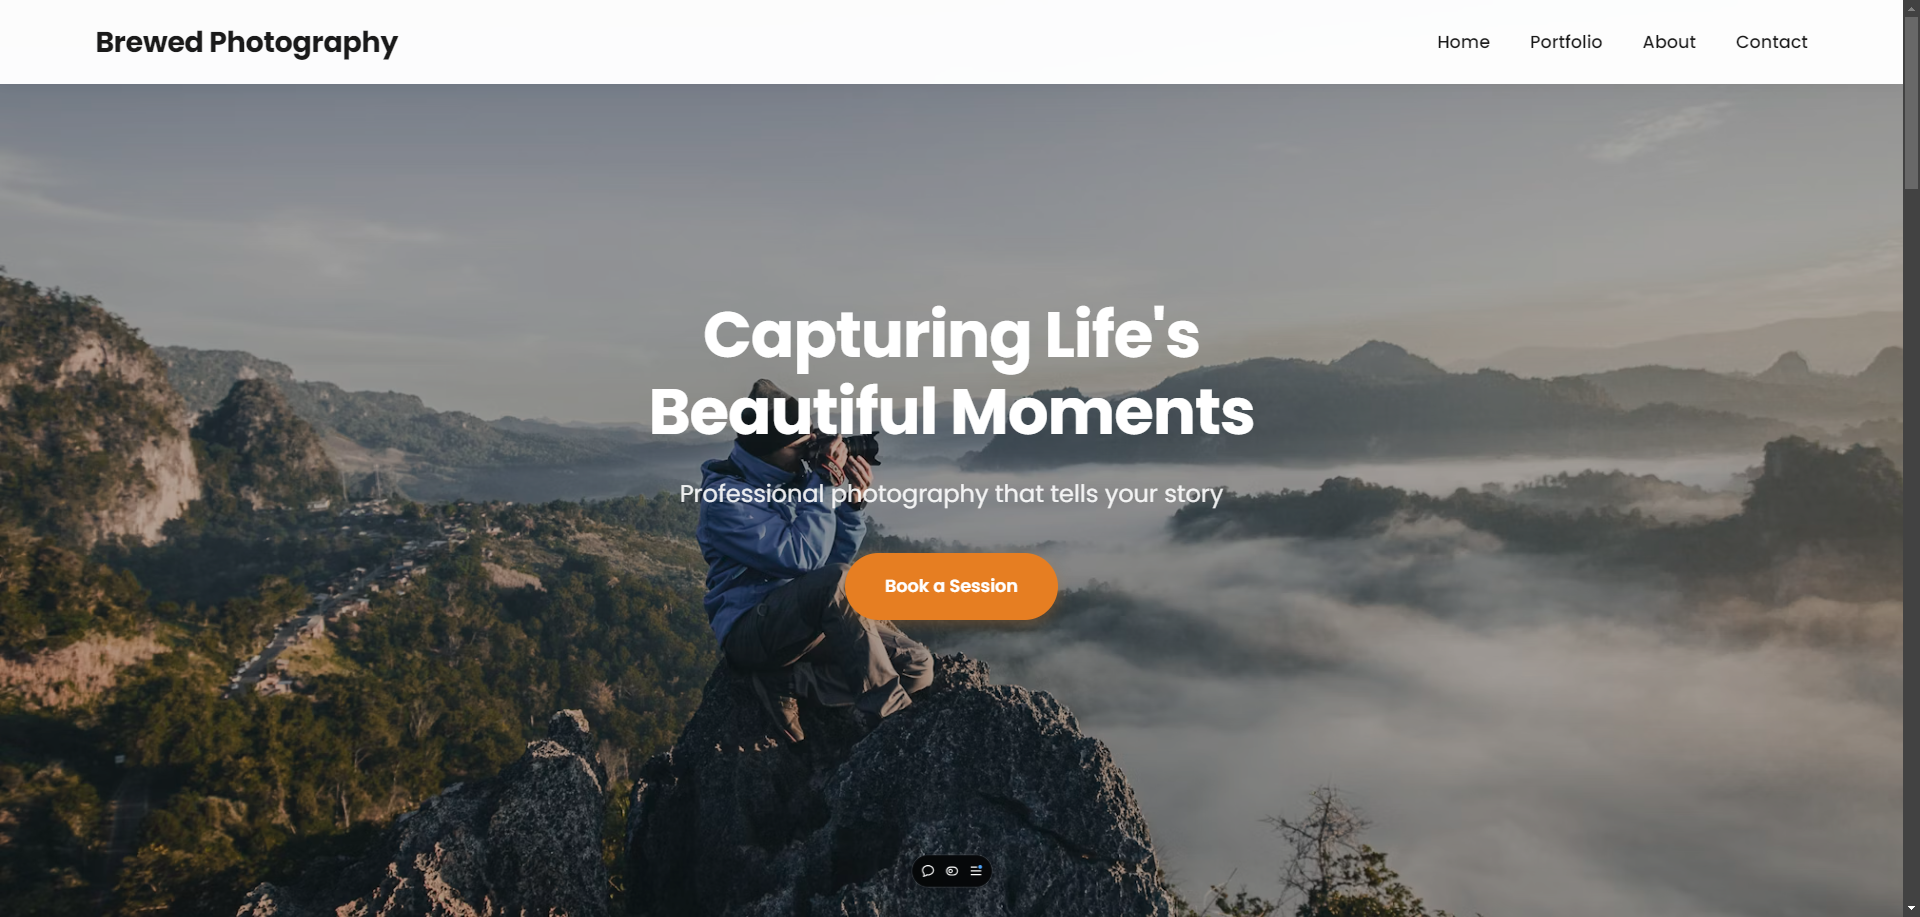 Brewed Photography
Home Portfolio About Contact
Capturing Life's
Beautiful Moments
Professional photography that tells your story
Book a Session